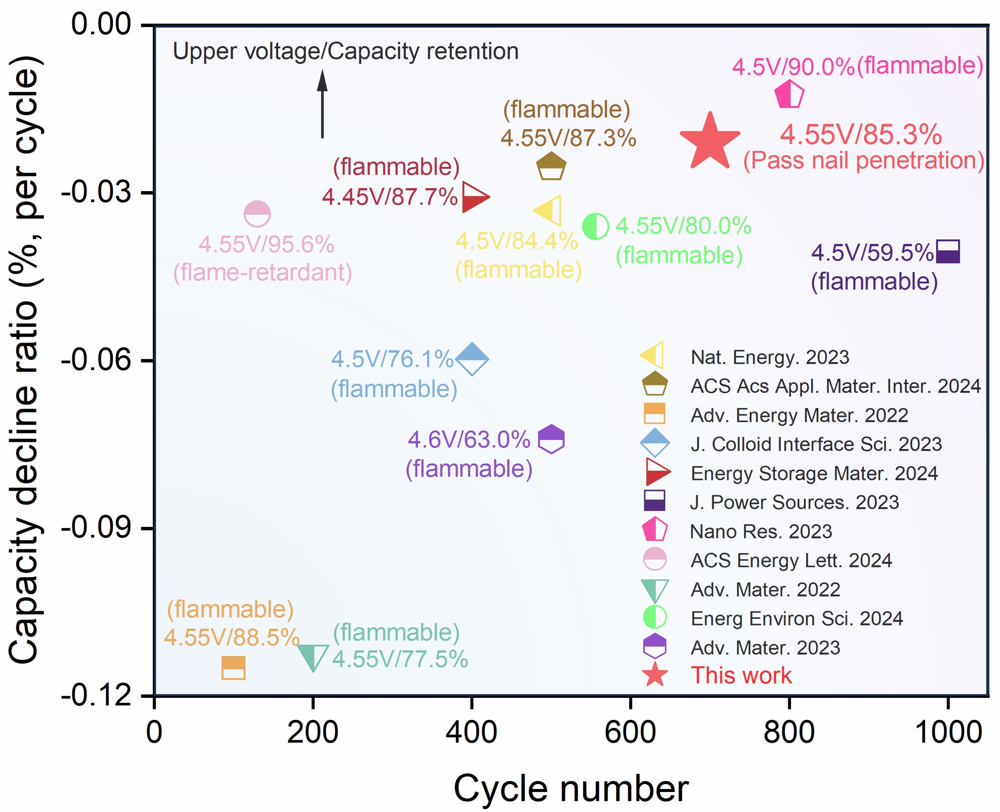 Capacity decline ratio (%, per cycle)
0.00
-0.03
-0.06
-0.09
-0.12
Upper voltage/Capacity retention
4.5V/90.0%(flammable)
(flammable)
4.55V/87.3%
4.55V/85.3%
(Pass nail penetration)
(flammable)
4.45V/87.7%
4.55V/95.6%
(flame-retardant)
4.5V/84.4%
(flammable)
4.55V/80.0%
(flammable)
4.5V/59.5%
(flammable)
4.5V/76.1%
(flammable)
4.6V/63.0%
(flammable)
(flammable)
4.55V/88.5%
(flammable)
4.55V/77.5%
Nat. Energy. 2023
ACS Acs Appl. Mater. Inter. 2024
Adv. Energy Mater. 2022
J. Colloid Interface Sci. 2023
Energy Storage Mater. 2024
J. Power Sources. 2023
Nano Res. 2023
ACS Energy Lett. 2024
Adv. Mater. 2022
Energ Environ Sci. 2024
Adv. Mater. 2023
This work
0
200
400
600
800
1000
Cycle number